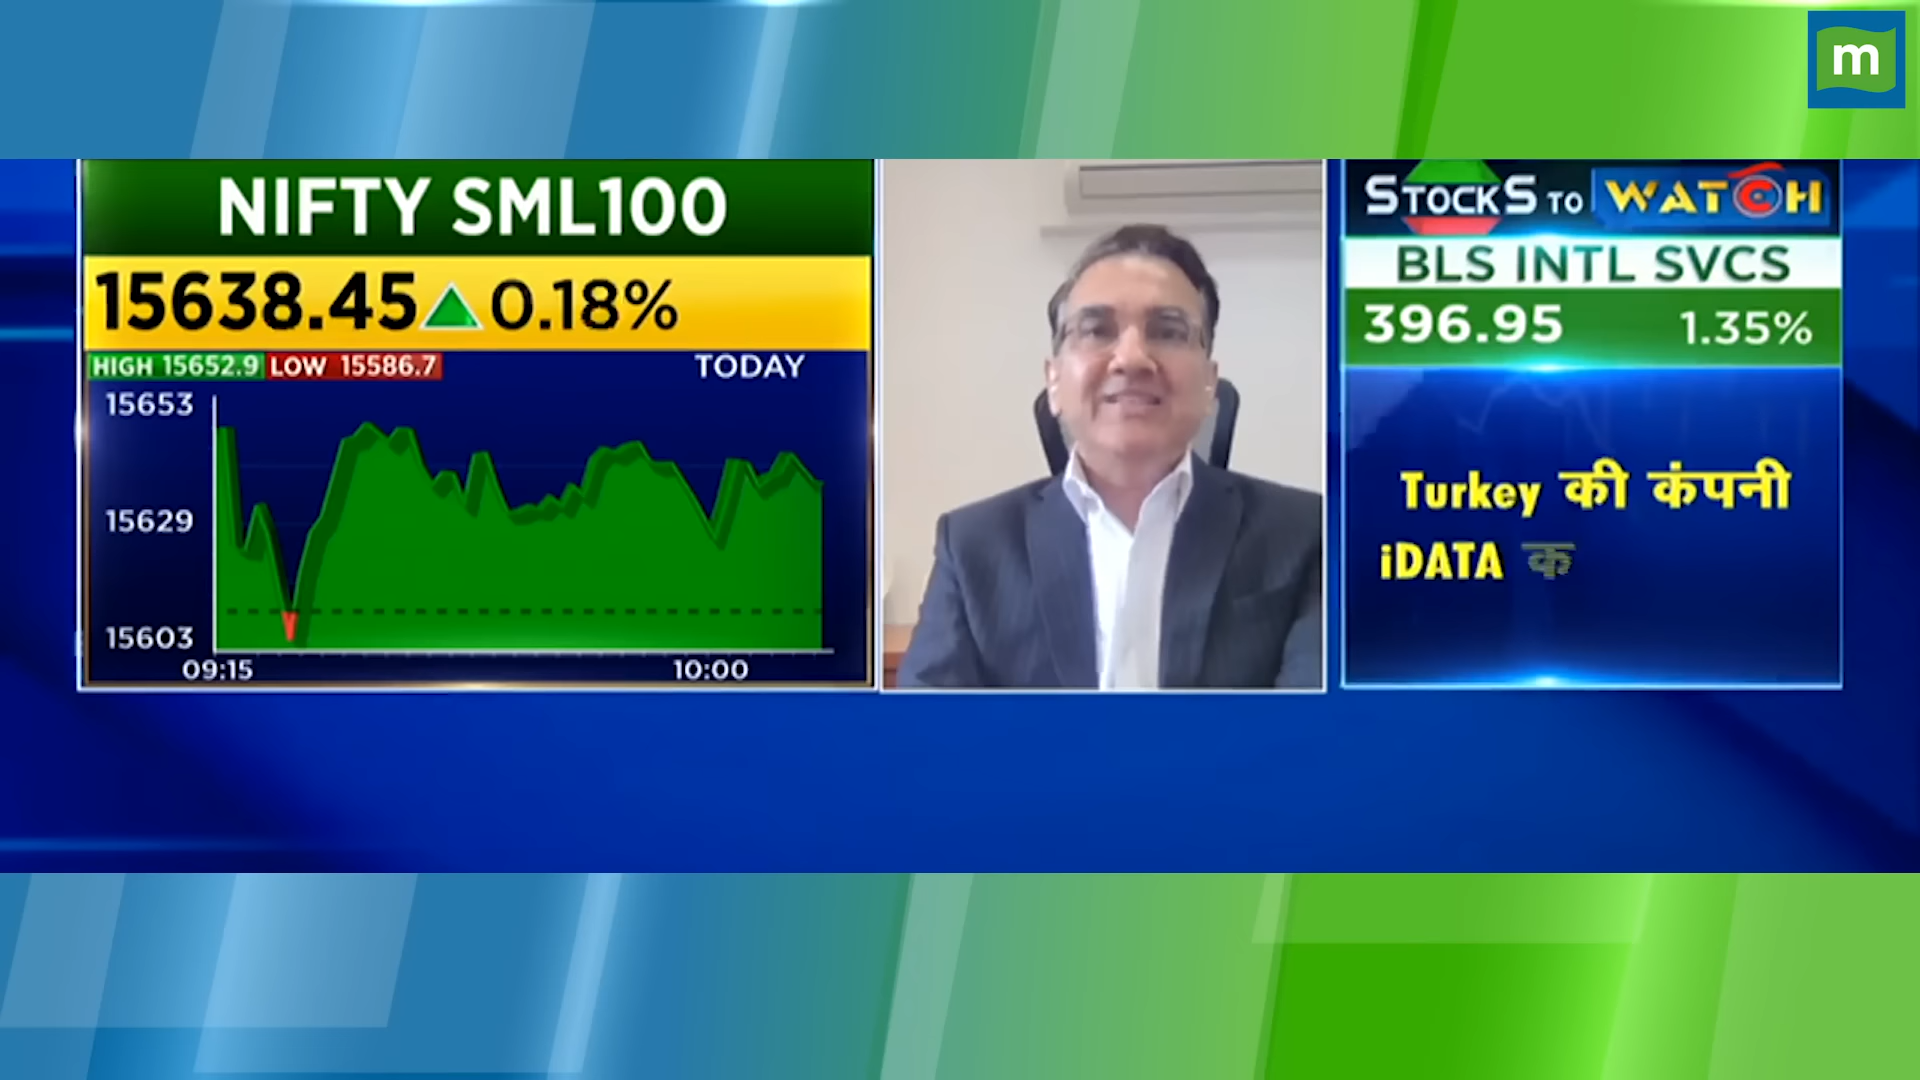 m
NIFTY SML100
15638.45 0.18%
HIGH 15652.9 LOW 15586.7 TODAY
15653
15629
15603
09:15 10:00
STOCKS TO WATCH
BLS INTL SVCS
396.95 1.35%
Turkey की कंपनी
iDATA क